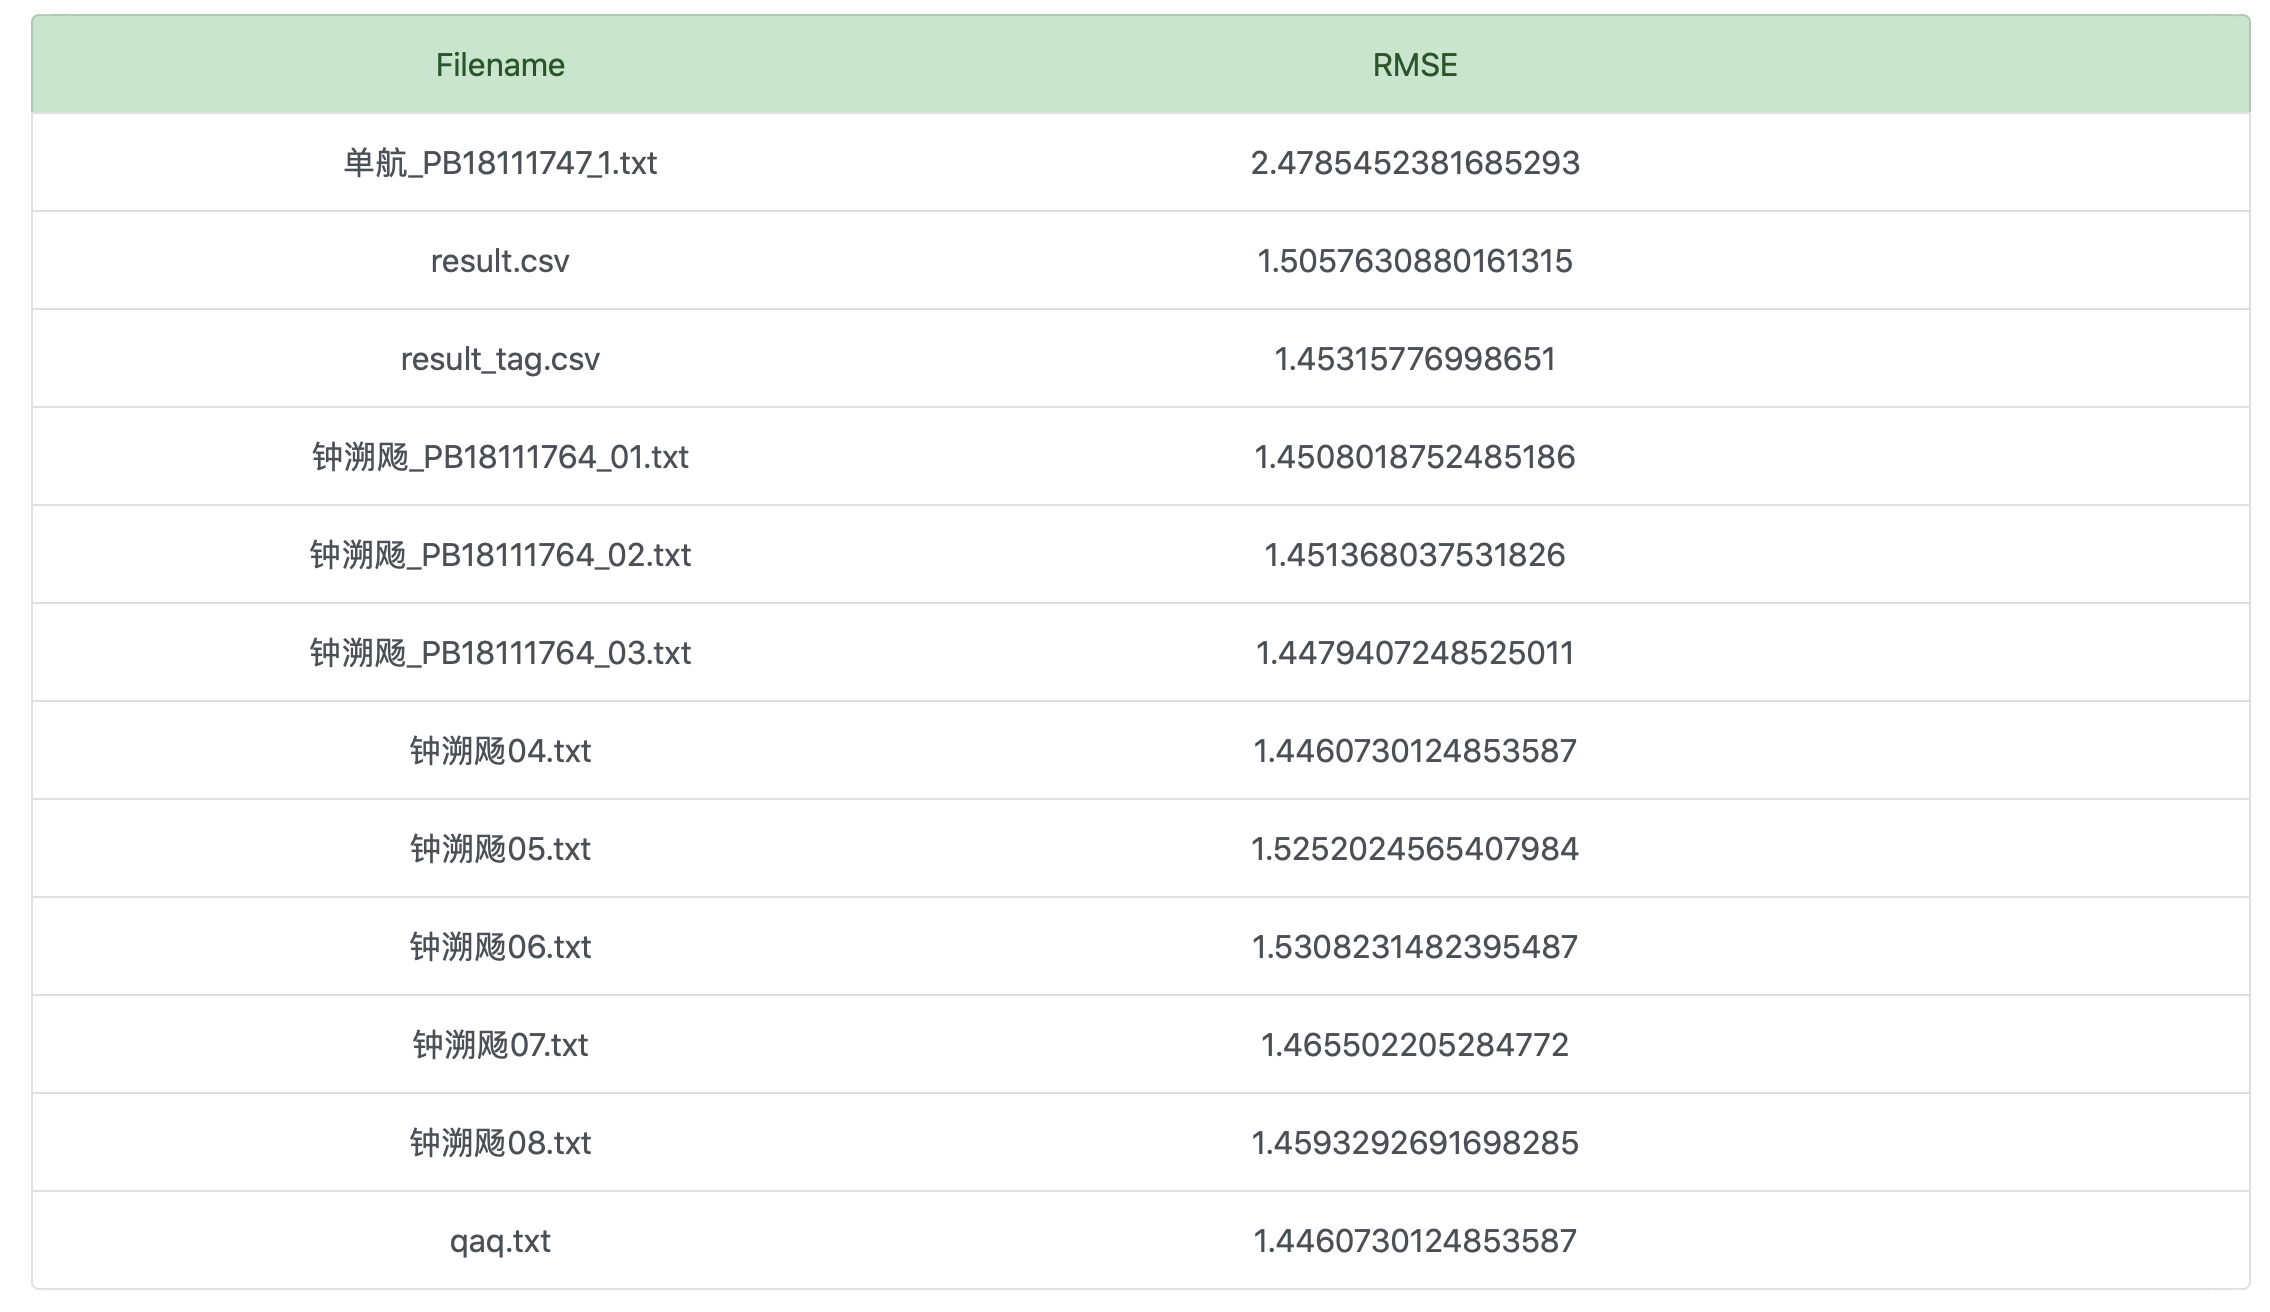 Filename RMSE
单航_PB18111747_1.txt 2.4785452381685293
result.csv 1.5057630880161315
result_tag.csv 1.45315776998651
钟溯飏_PB18111764_01.txt 1.4508018752485186
钟溯飏_PB18111764_02.txt 1.451368037531826
钟溯飏_PB18111764_03.txt 1.4479407248525011
钟溯飏04.txt 1.4460730124853587
钟溯飏05.txt 1.5252024565407984
钟溯飏06.txt 1.5308231482395487
钟溯飏07.txt 1.465502205284772
钟溯飏08.txt 1.4593292691698285
qaq.txt 1.4460730124853587